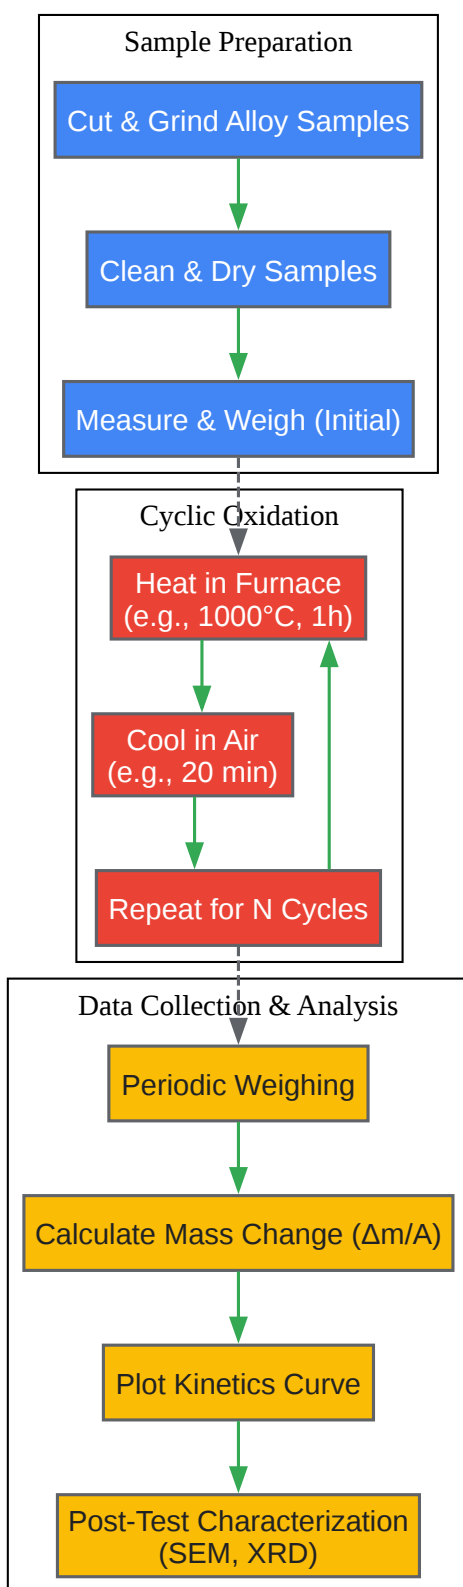 Sample Preparation
Cut & Grind Alloy Samples
Clean & Dry Samples
Measure & Weigh (Initial)
Cyclic Oxidation
Heat in Furnace
(e.g., 1000°C, 1h)
Cool in Air
(e.g., 20 min)
Repeat for N Cycles
Data Collection & Analysis
Periodic Weighing
Calculate Mass Change (Δm/A)
Plot Kinetics Curve
Post-Test Characterization
(SEM, XRD)